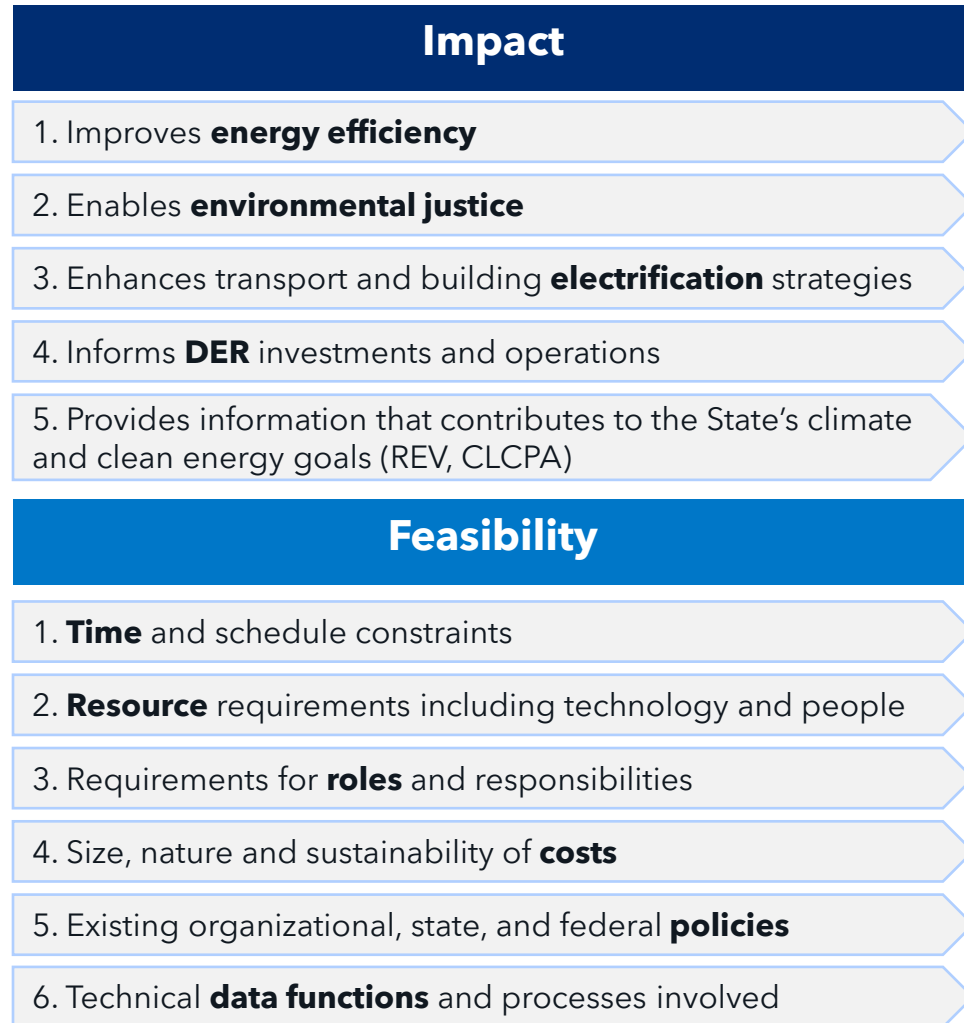 Impact
1. Improves energy efficiency
2. Enables environmental justice
3. Enhances transport and building electrification strategies
4. Informs DER investments and operations
5. Provides information that contributes to the State’s climate
and clean energy goals (REV, CLCPA)
Feasibility
1. Time and schedule constraints
2. Resource requirements including technology and people
3. Requirements for roles and responsibilities
4. Size, nature and sustainability of costs
5. Existing organizational, state, and federal policies
6. Technical data functions and processes involved